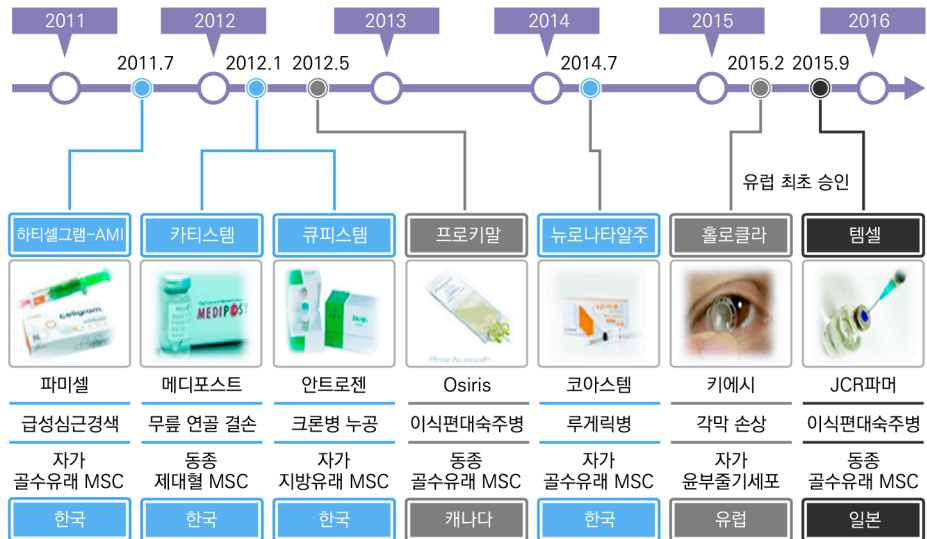 2011 2012 2013 2014 2015 2016
2011.7 2012.1 2012.5 2014.7 2015.2 2015.9
유럽 최초 승인
하티셀그램-AMI 카티스템 큐피스템 프로키말 뉴로나타알주 홀로클라 템셀
cellgram
MEDIPOST
파미셀 메디포스트 안트로젠 Osiris 코아스템 키에시 JCR파머
급성심근경색 무릎 연골 결손 크론병 누공 이식편대숙주병 루게릭병 각막 손상 이식편대숙주병
자가 동종 자가 동종 자가 자가 동종
골수유래 MSC 제대혈 MSC 지방유래 MSC 골수유래 MSC 골수유래 MSC 윤부줄기세포 골수유래 MSC
한국 한국 한국 캐나다 한국 유럽 일본